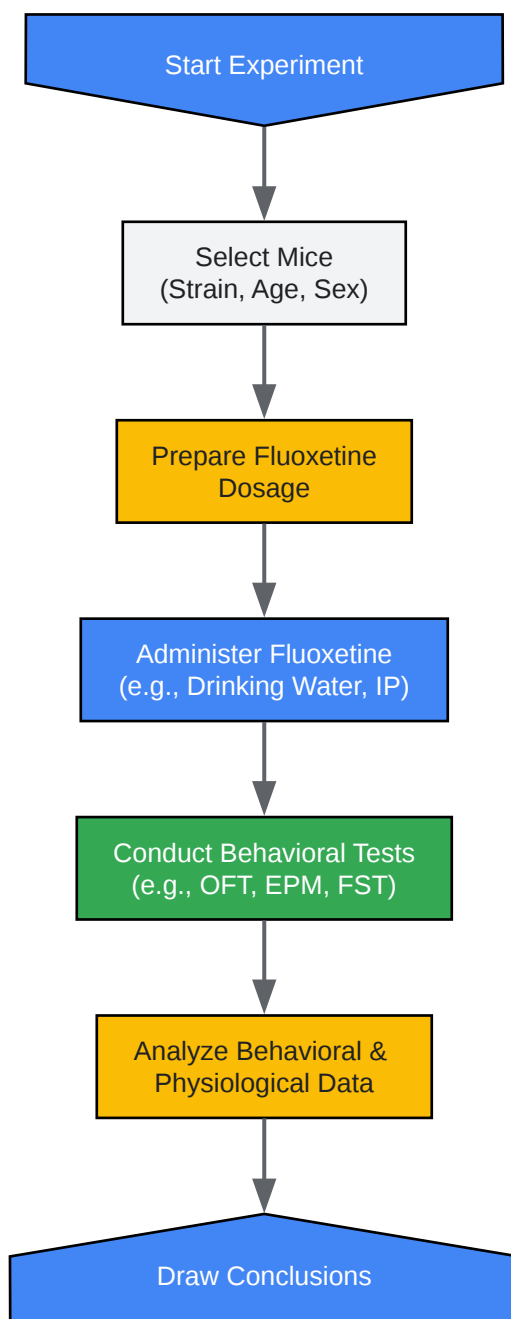 Start Experiment
Select Mice
(Strain, Age, Sex)
Prepare Fluoxetine
Dosage
Administer Fluoxetine
(e.g., Drinking Water, IP)
Conduct Behavioral Tests
(e.g., OFT, EPM, FST)
Analyze Behavioral &
Physiological Data
Draw Conclusions